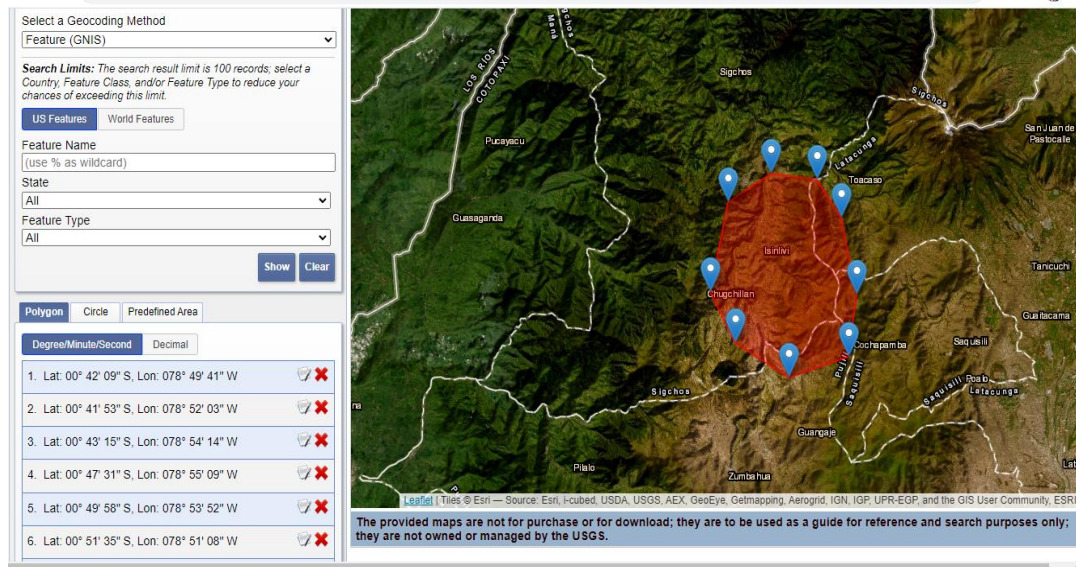 Select a Geocoding Method
Feature (GNIS)
Search Limits: The search result limit is 100 records; select a
Country, Feature Class, and/or Feature Type to reduce your
chances of exceeding this limit.
US Features World Features
Feature Name
(use % as wildcard)
State
All
Feature Type
All
Show Clear
Polygon Circle Predefined Area
Degree/Minute/Second Decimal
1. Lat: 00° 42' 09" S, Lon: 078° 49' 41" W
2. Lat: 00° 41' 53" S, Lon: 078° 52' 03" W
3. Lat: 00° 43' 15" S, Lon: 078° 54' 14" W
4. Lat: 00° 47' 31" S, Lon: 078° 55' 09" W
5. Lat: 00° 49' 58" S, Lon: 078° 53' 52" W
6. Lat: 00° 51' 35" S, Lon: 078° 51' 08" W
Sigchos
Maná
LOS RÍOS
COTOPAXI
Sigchos
Sigchos
Latacunga
San Juan de
Pastocalle
Pucayacu
Toacaso
Guasaganda
Isinlivi
Tanicuchi
Chugchillan
Guaitacama
Cochapamba
Saquisili
Pujilí
Saquisilí
Sigchos
Saquisilí
Poalo
Latacunga
Guangaje
Pilalo
Zumbahua
Lat
Leaflet | Tiles © Esri — Source: Esri, i-cubed, USDA, USGS, AEX, GeoEye, Getmapping, Aerogrid, IGN, IGP, UPR-EGP, and the GIS User Community, ESRI
The provided maps are not for purchase or for download; they are to be used as a guide for reference and search purposes only;
they are not owned or managed by the USGS.